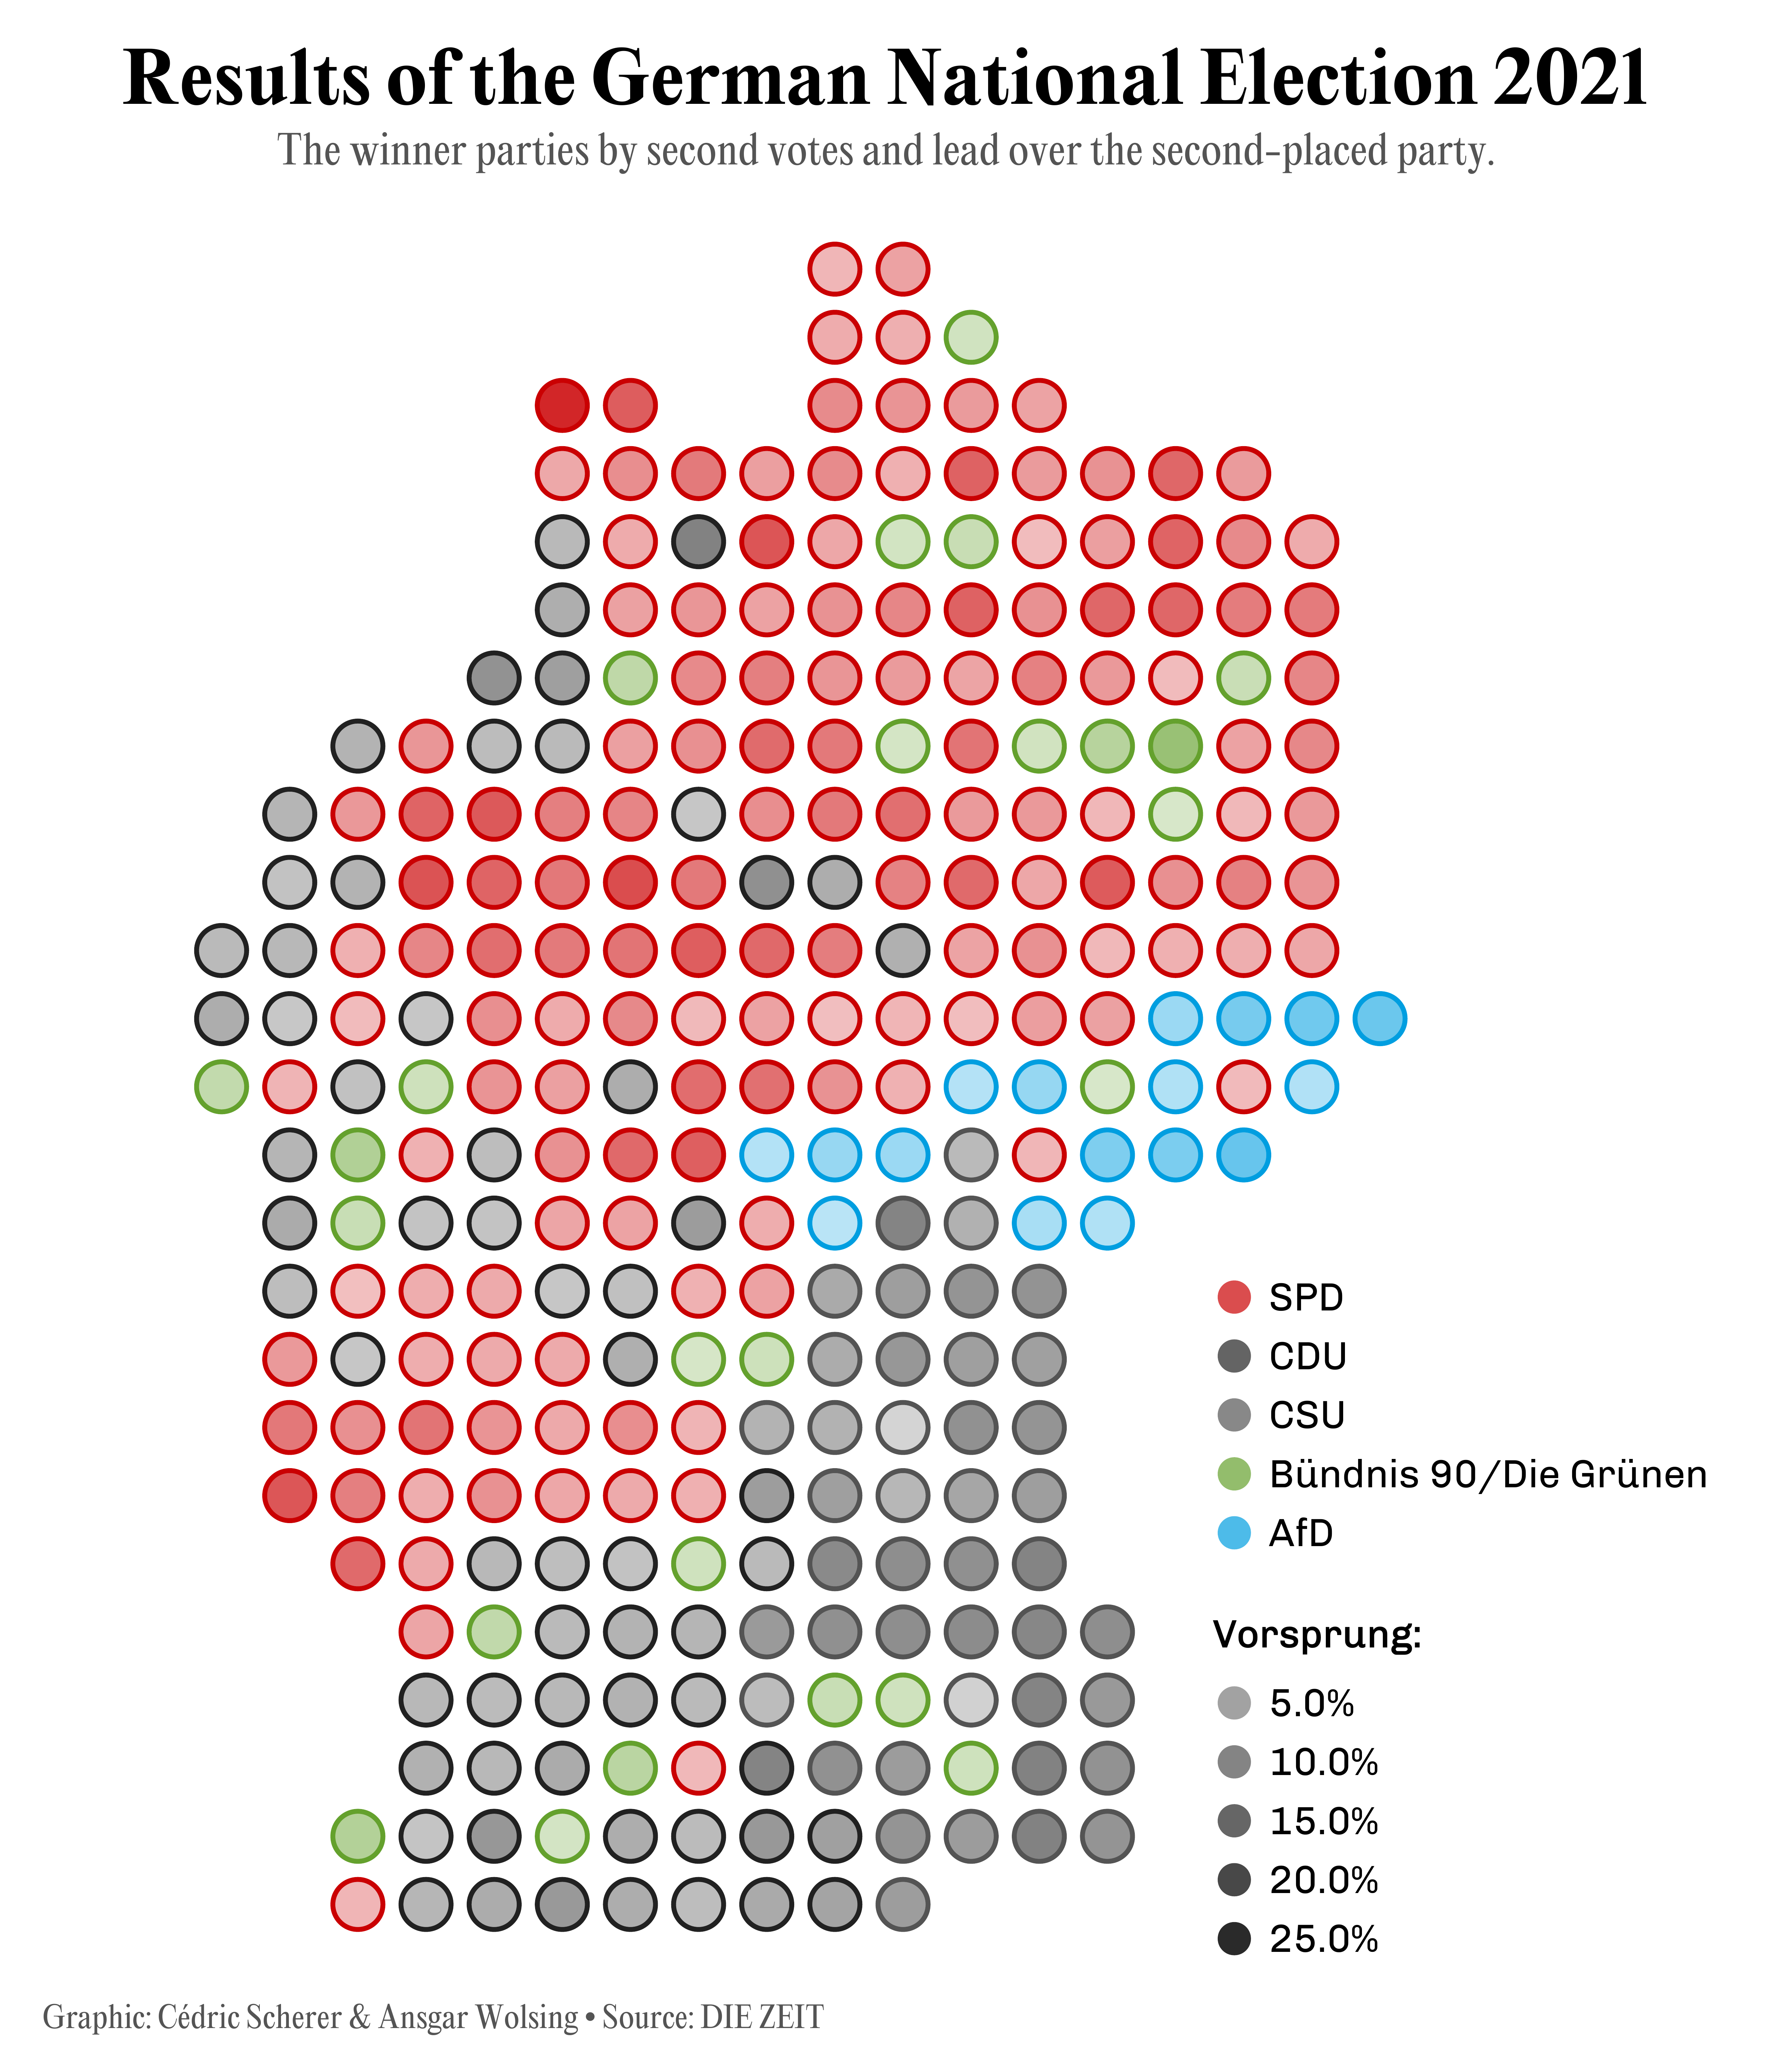 Results of the German National Election 2021
The winner parties by second votes and lead over the second-placed party.
SPD
CDU
CSU
Bündnis 90/Die Grünen
AfD
Vorsprung:
5.0%
10.0%
15.0%
20.0%
25.0%
Graphic: Cédric Scherer & Ansgar Wolsing • Source: DIE ZEIT